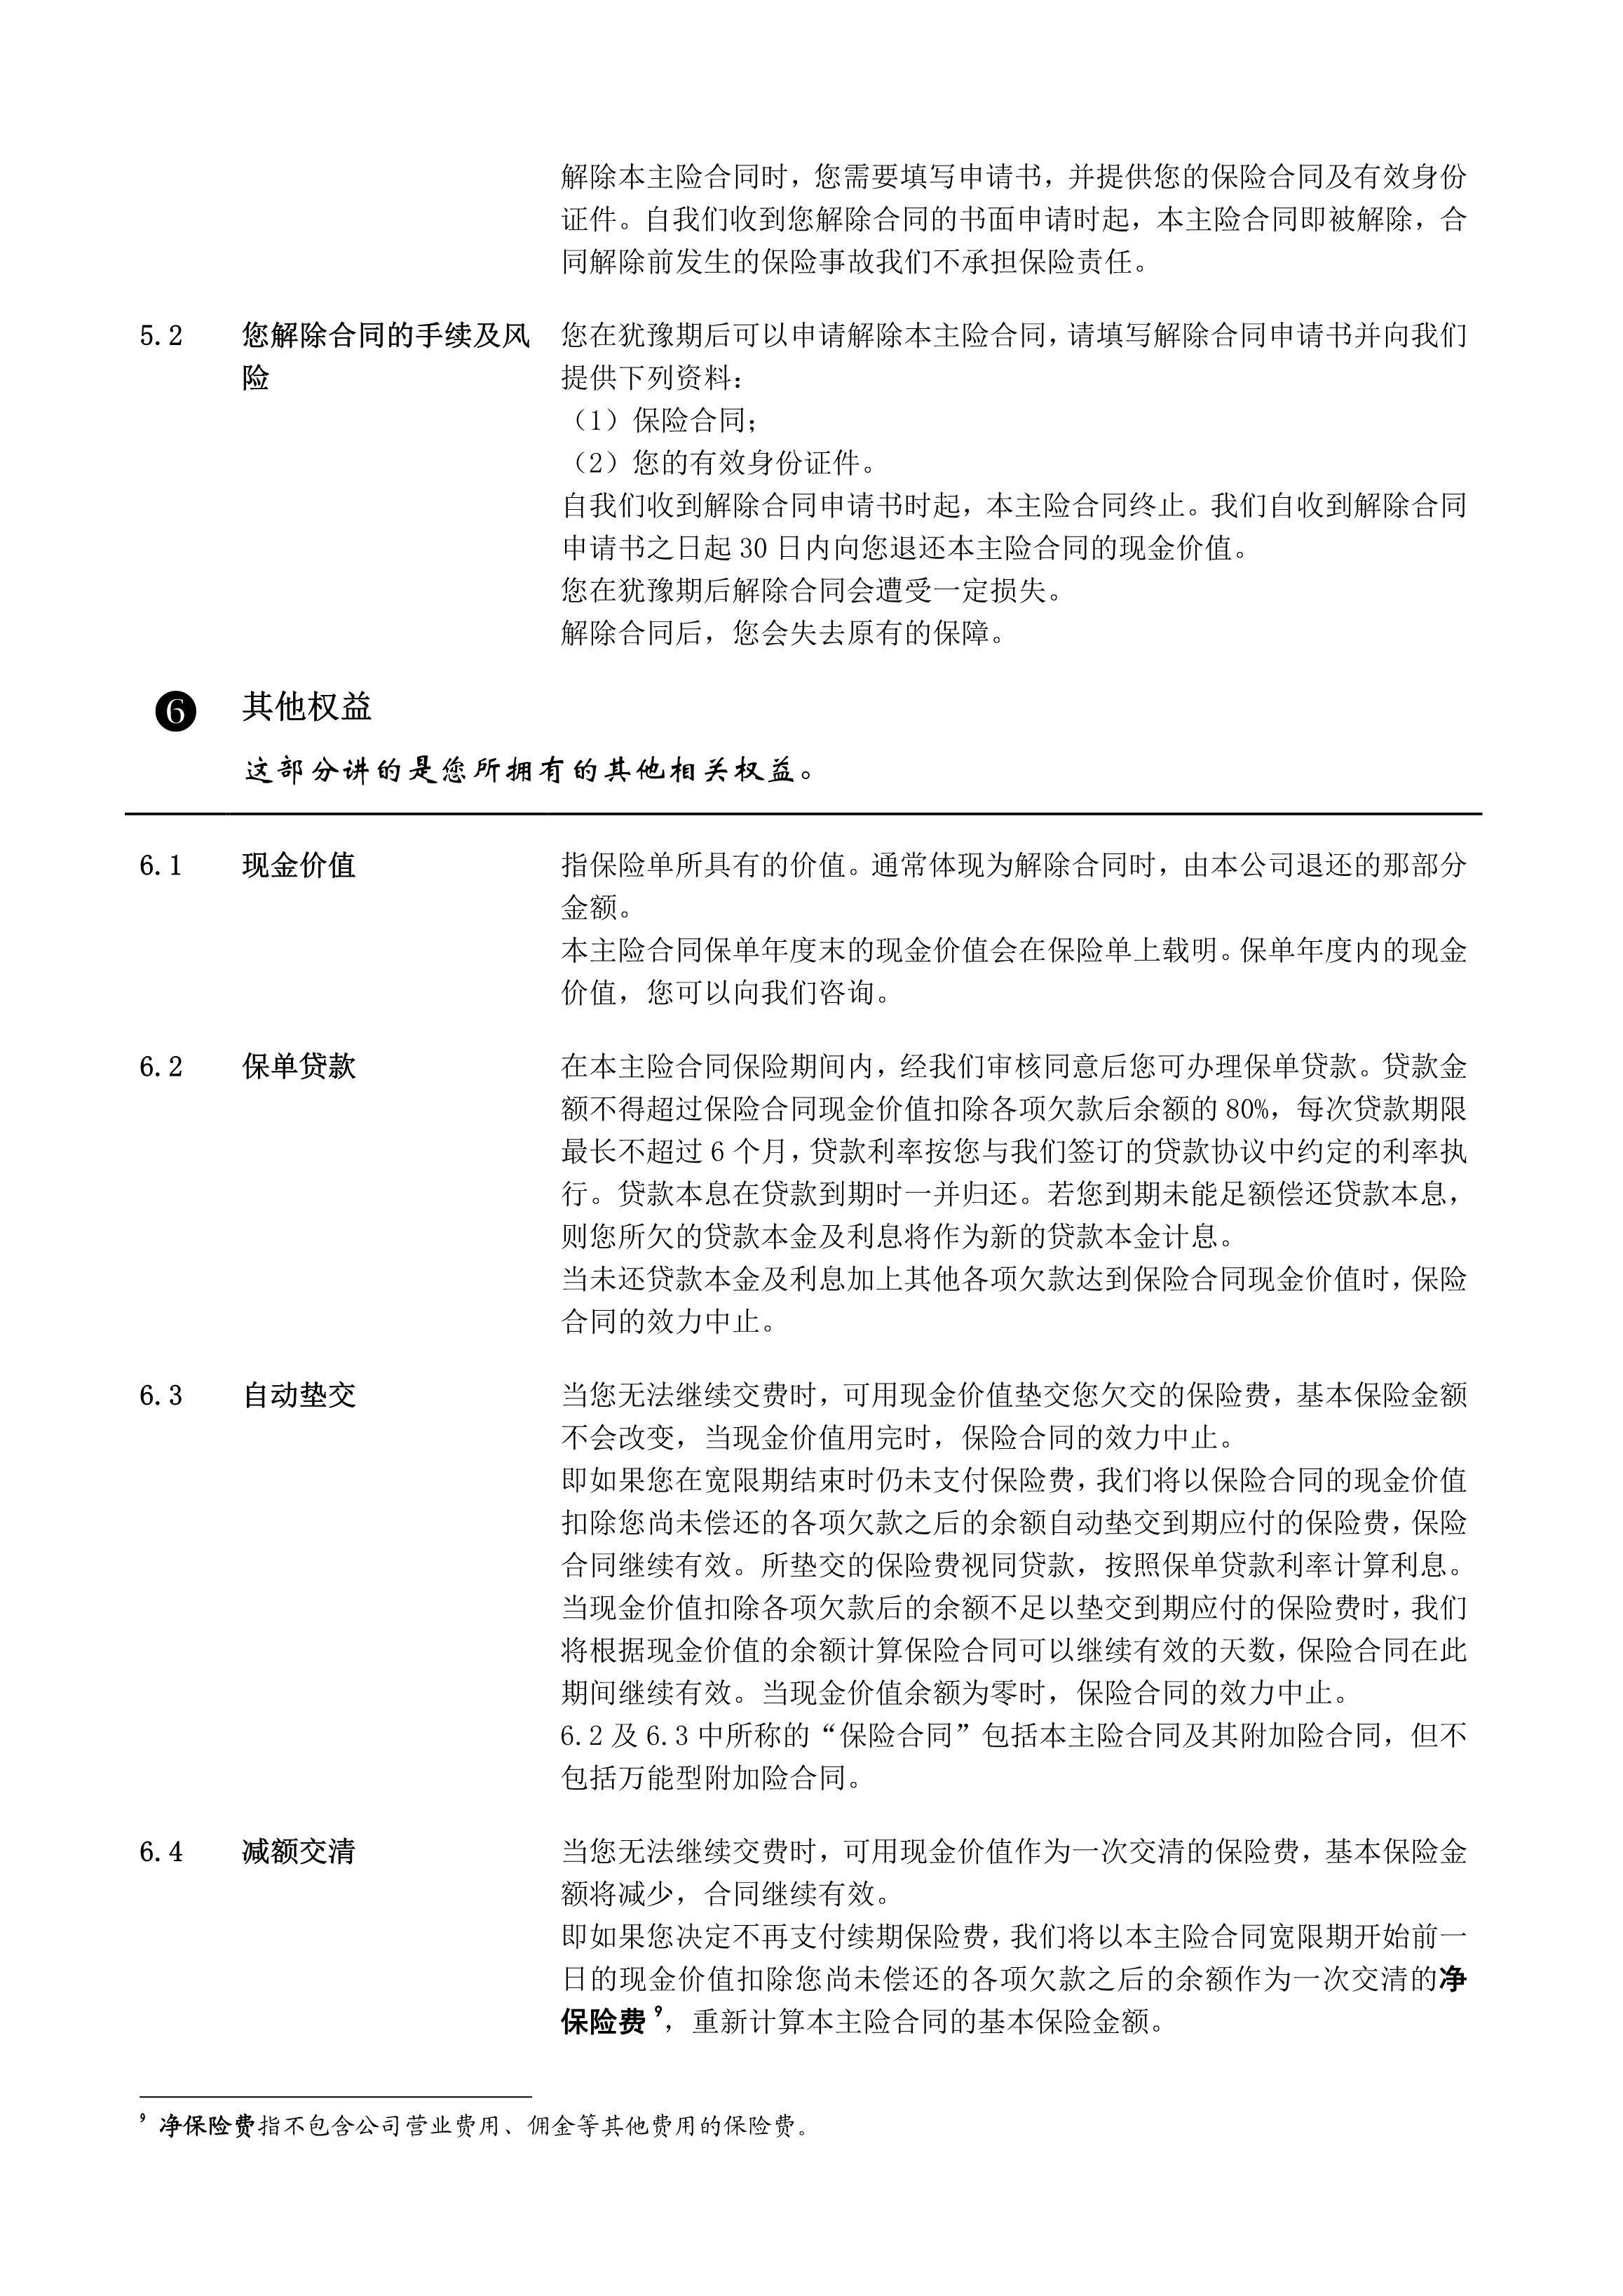 解除本主险合同时，您需要填写申请书，并提供您的保险合同及有效身份
证件。自我们收到您解除合同的书面申请时起，本主险合同即被解除，合
同解除前发生的保险事故我们不承担保险责任。
5.2 您解除合同的手续及风 您在犹豫期后可以申请解除本主险合同，请填写解除合同申请书并向我们
险 提供下列资料：
（1）保险合同；
（2）您的有效身份证件。
自我们收到解除合同申请书时起，本主险合同终止。我们自收到解除合同
申请书之日起 30 日内向您退还本主险合同的现金价值。
您在犹豫期后解除合同会遭受一定损失。
解除合同后，您会失去原有的保障。
❻ 其他权益
这部分讲的是您所拥有的其他相关权益。
6.1 现金价值 指保险单所具有的价值。通常体现为解除合同时，由本公司退还的那部分
金额。
本主险合同保单年度末的现金价值会在保险单上载明。保单年度内的现金
价值，您可以向我们咨询。
6.2 保单贷款 在本主险合同保险期间内，经我们审核同意后您可办理保单贷款。贷款金
额不得超过保险合同现金价值扣除各项欠款后余额的 80%，每次贷款期限
最长不超过 6 个月，贷款利率按您与我们签订的贷款协议中约定的利率执
行。贷款本息在贷款到期时一并归还。若您到期未能足额偿还贷款本息，
则您所欠的贷款本金及利息将作为新的贷款本金计息。
当未还贷款本金及利息加上其他各项欠款达到保险合同现金价值时，保险
合同的效力中止。
6.3 自动垫交 当您无法继续交费时，可用现金价值垫交您欠交的保险费，基本保险金额
不会改变，当现金价值用完时，保险合同的效力中止。
即如果您在宽限期结束时仍未支付保险费，我们将以保险合同的现金价值
扣除您尚未偿还的各项欠款之后的余额自动垫交到期应付的保险费，保险
合同继续有效。所垫交的保险费视同贷款，按照保单贷款利率计算利息。
当现金价值扣除各项欠款后的余额不足以垫交到期应付的保险费时，我们
将根据现金价值的余额计算保险合同可以继续有效的天数，保险合同在此
期间继续有效。当现金价值余额为零时，保险合同的效力中止。
6.2 及 6.3 中所称的“保险合同”包括本主险合同及其附加险合同，但不
包括万能型附加险合同。
6.4 减额交清 当您无法继续交费时，可用现金价值作为一次交清的保险费，基本保险金
额将减少，合同继续有效。
即如果您决定不再支付续期保险费，我们将以本主险合同宽限期开始前一
日的现金价值扣除您尚未偿还的各项欠款之后的余额作为一次交清的净
保险费⁹，重新计算本主险合同的基本保险金额。
⁹ 净保险费指不包含公司营业费用、佣金等其他费用的保险费。